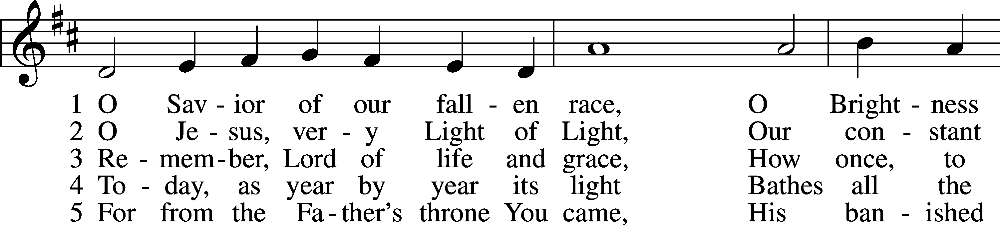 1 O Sav - ior of our fall - en race, O Bright - ness
2 O Je - sus, ver - y Light of Light, Our con - stant
3 Re - mem - ber, Lord of life and grace, How once, to
4 To - day, as year by year its light Bathes all the
5 For from the Fa - ther's throne You came, His ban - ished